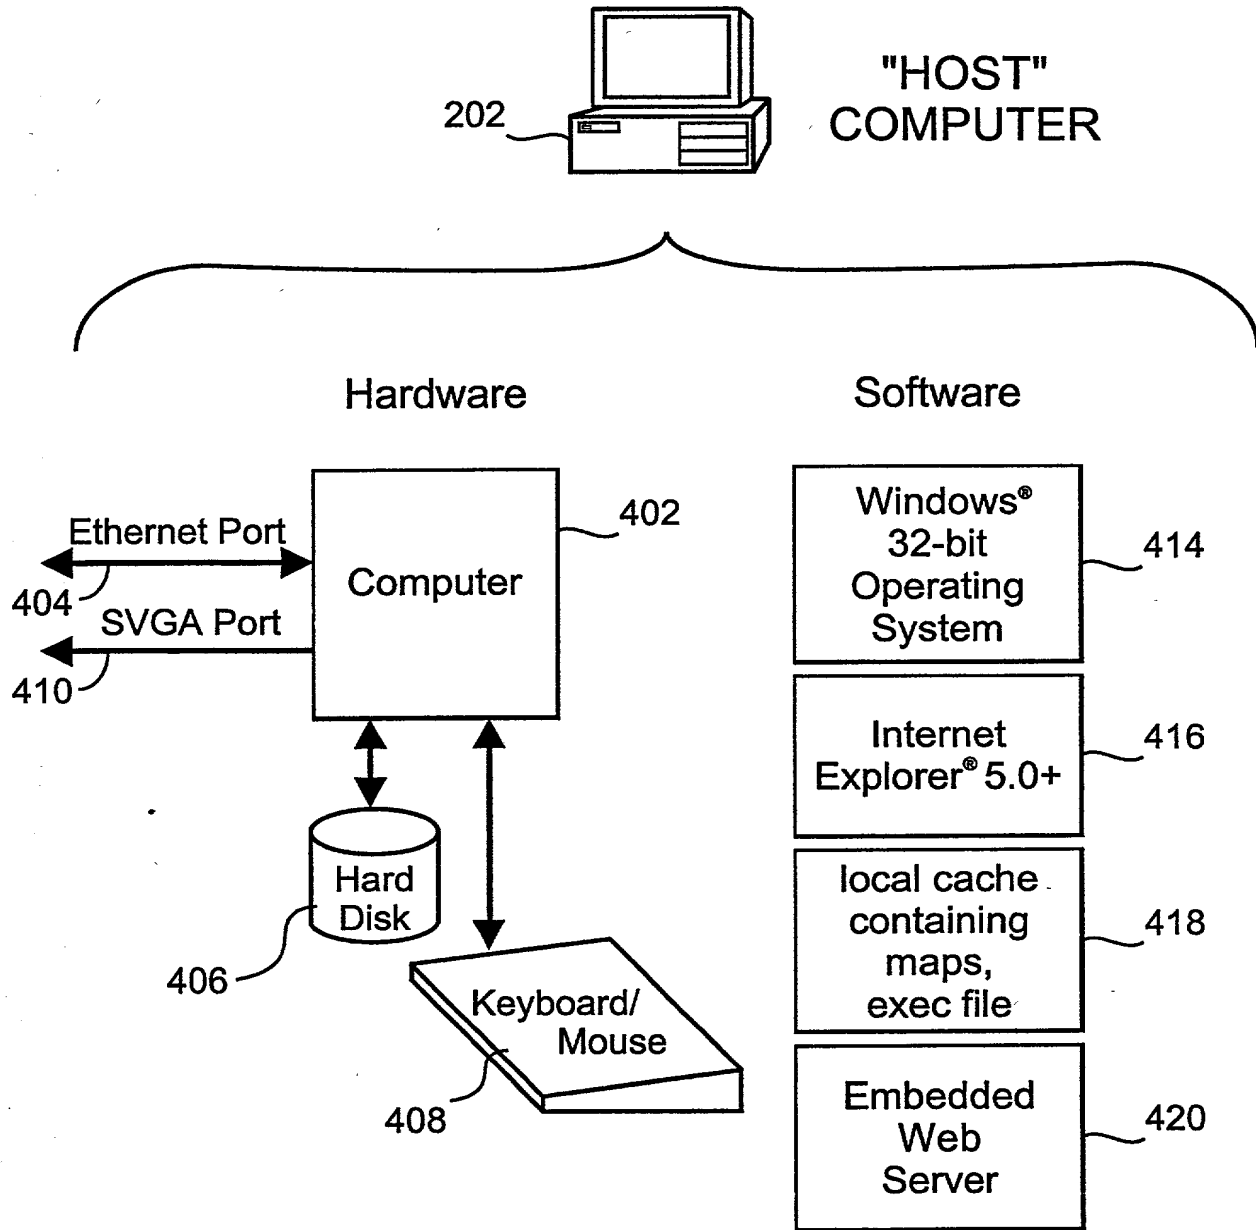 "HOST"
COMPUTER
202
Hardware
Software
Ethernet Port
404
SVGA Port
410
Computer
402
Hard
Disk
406
Keyboard/
Mouse
408
Windows®
32-bit
Operating
System
414
Internet
Explorer® 5.0+
416
local cache
containing
maps,
exec file
418
Embedded
Web
Server
420